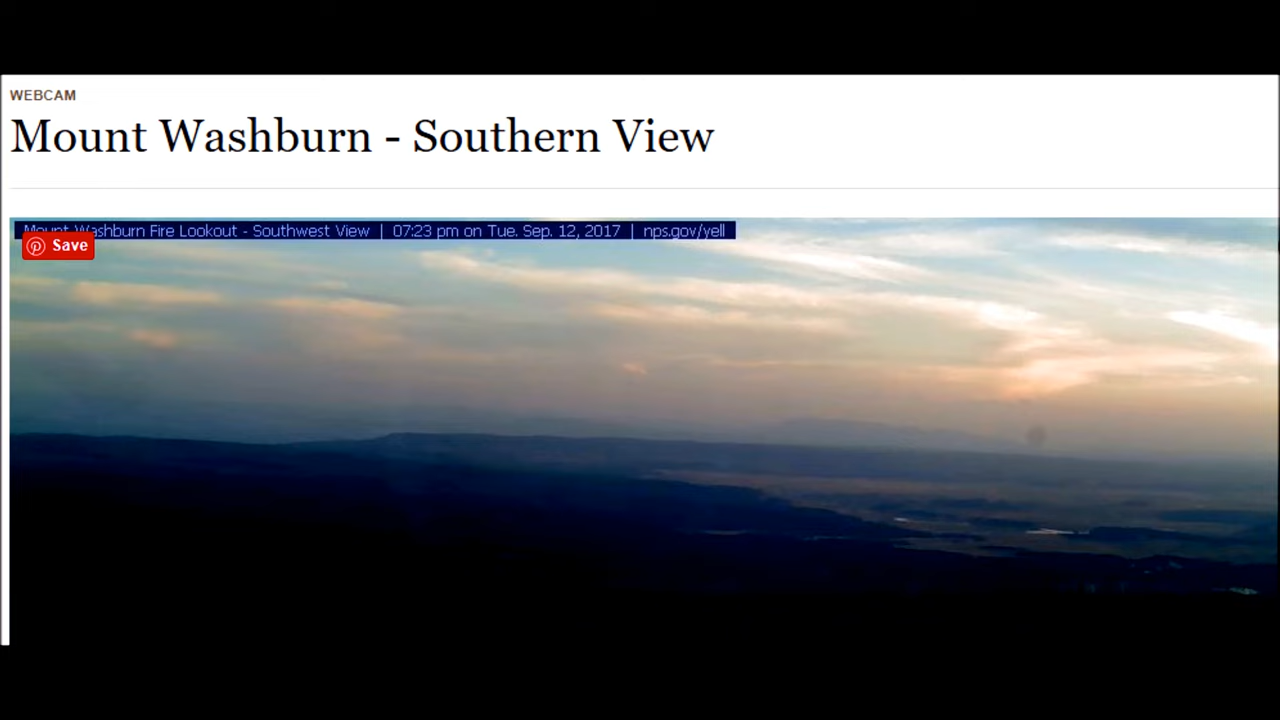 WEBCAM
Mount Washburn - Southern View
Mount Washburn Fire Lookout - Southwest View | 07:23 pm on Tue. Sep. 12, 2017 | nps.gov/yell
Save